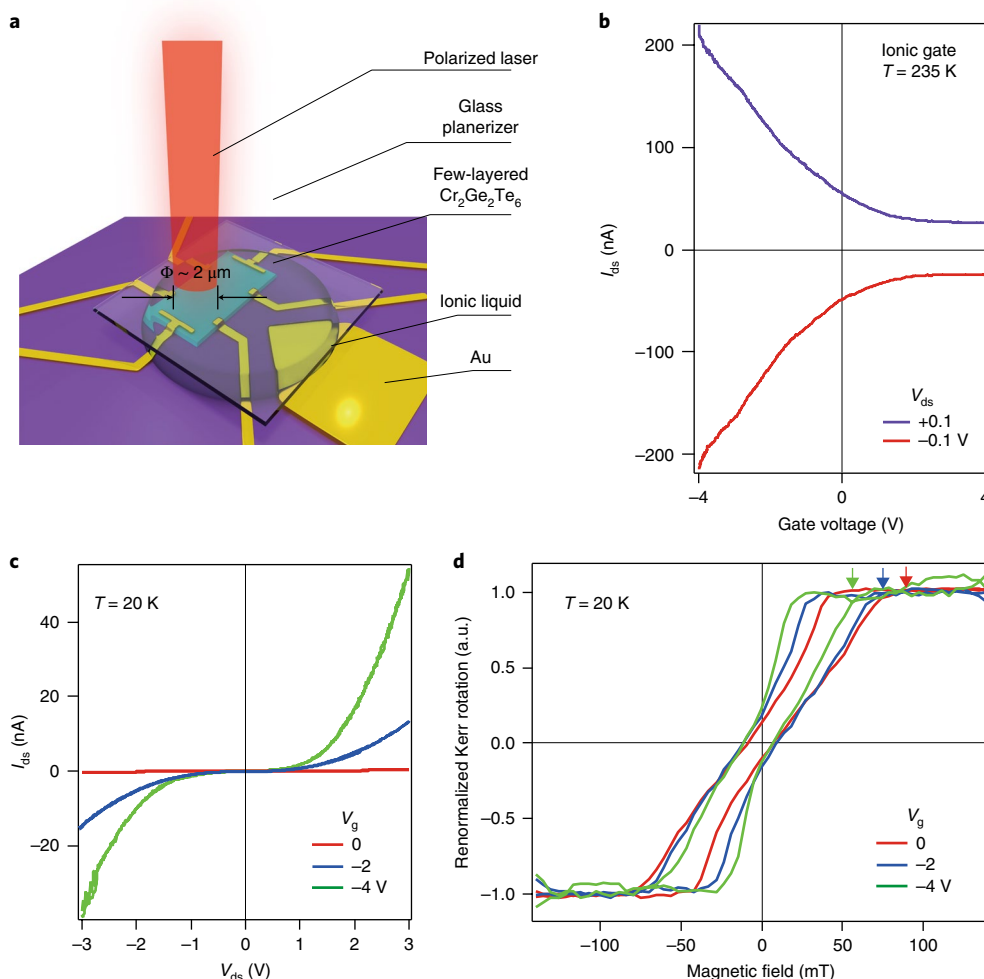 a
Polarized laser
Glass
planerizer
Few-layered
Cr2Ge2Te6
Φ ~ 2 μm
Ionic liquid
Au
b
200
100
0
−100
−200
Ids (nA)
Ionic gate
T = 235 K
Vds
+0.1
−0.1 V
−4
0
4
Gate voltage (V)
c
T = 20 K
40
20
0
−20
Ids (nA)
Vg
0
−2
−4 V
−3
−2
−1
0
1
2
3
Vds (V)
d
T = 20 K
1.0
0.5
0.0
−0.5
−1.0
Renormalized Kerr rotation (a.u.)
Vg
0
−2
−4 V
−100
−50
0
50
100
Magnetic field (mT)